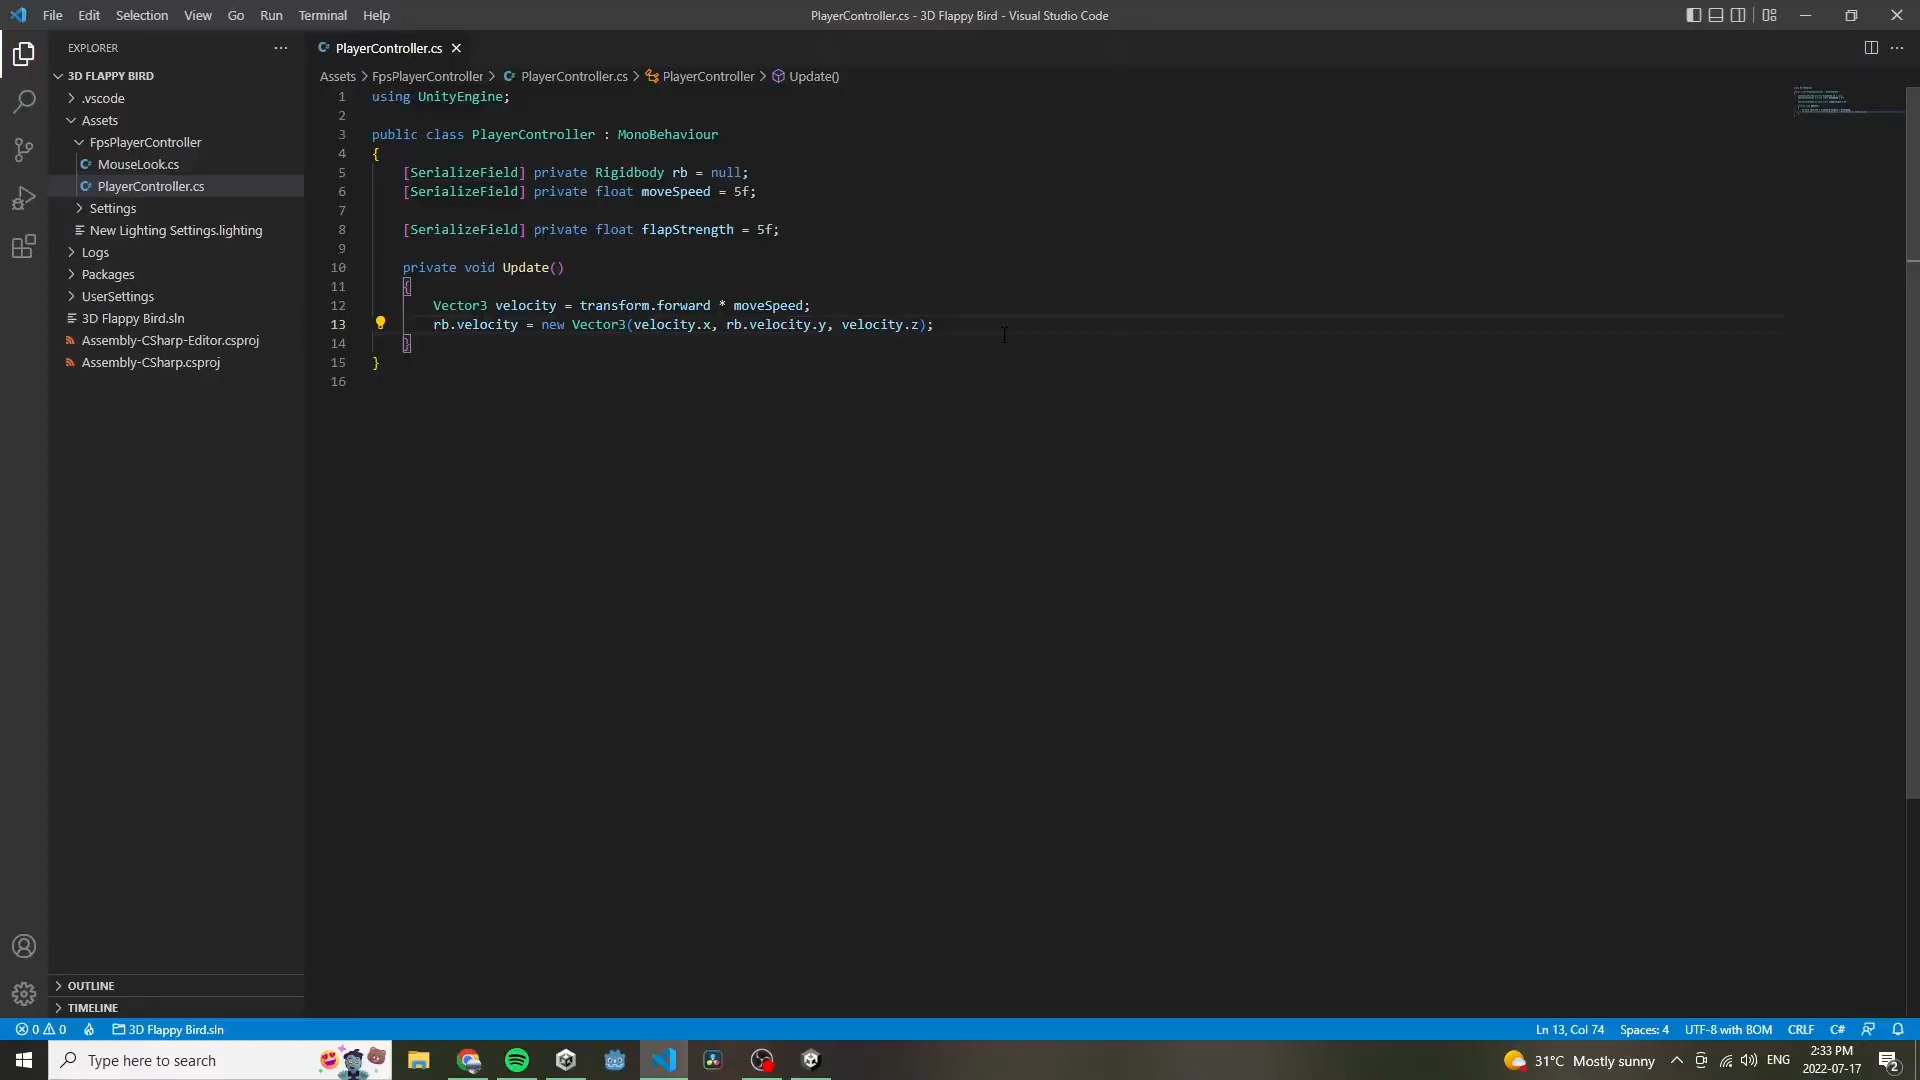 File Edit Selection View Go Run Terminal Help
PlayerController.cs - 3D Flappy Bird - Visual Studio Code
EXPLORER
PlayerController.cs
3D FLAPPY BIRD
.vscode
Assets
FpsPlayerController
MouseLook.cs
PlayerController.cs
Settings
New Lighting Settings.lighting
Logs
Packages
UserSettings
3D Flappy Bird.sln
Assembly-CSharp-Editor.csproj
Assembly-CSharp.csproj
OUTLINE
TIMELINE
Assets > FpsPlayerController > PlayerController.cs > PlayerController > Update()
1 using UnityEngine;
2
3 public class PlayerController : MonoBehaviour
4 {
5 [SerializeField] private Rigidbody rb = null;
6 [SerializeField] private float moveSpeed = 5f;
7
8 [SerializeField] private float flapStrength = 5f;
9
10 private void Update()
11 {
12 Vector3 velocity = transform.forward * moveSpeed;
13 rb.velocity = new Vector3(velocity.x, rb.velocity.y, velocity.z);
14 }
15 }
16
0 0 3D Flappy Bird.sln Ln 13, Col 74 Spaces: 4 UTF-8 with BOM CRLF C#
Type here to search
31°C Mostly sunny ENG
2:33 PM
2022-07-17
2